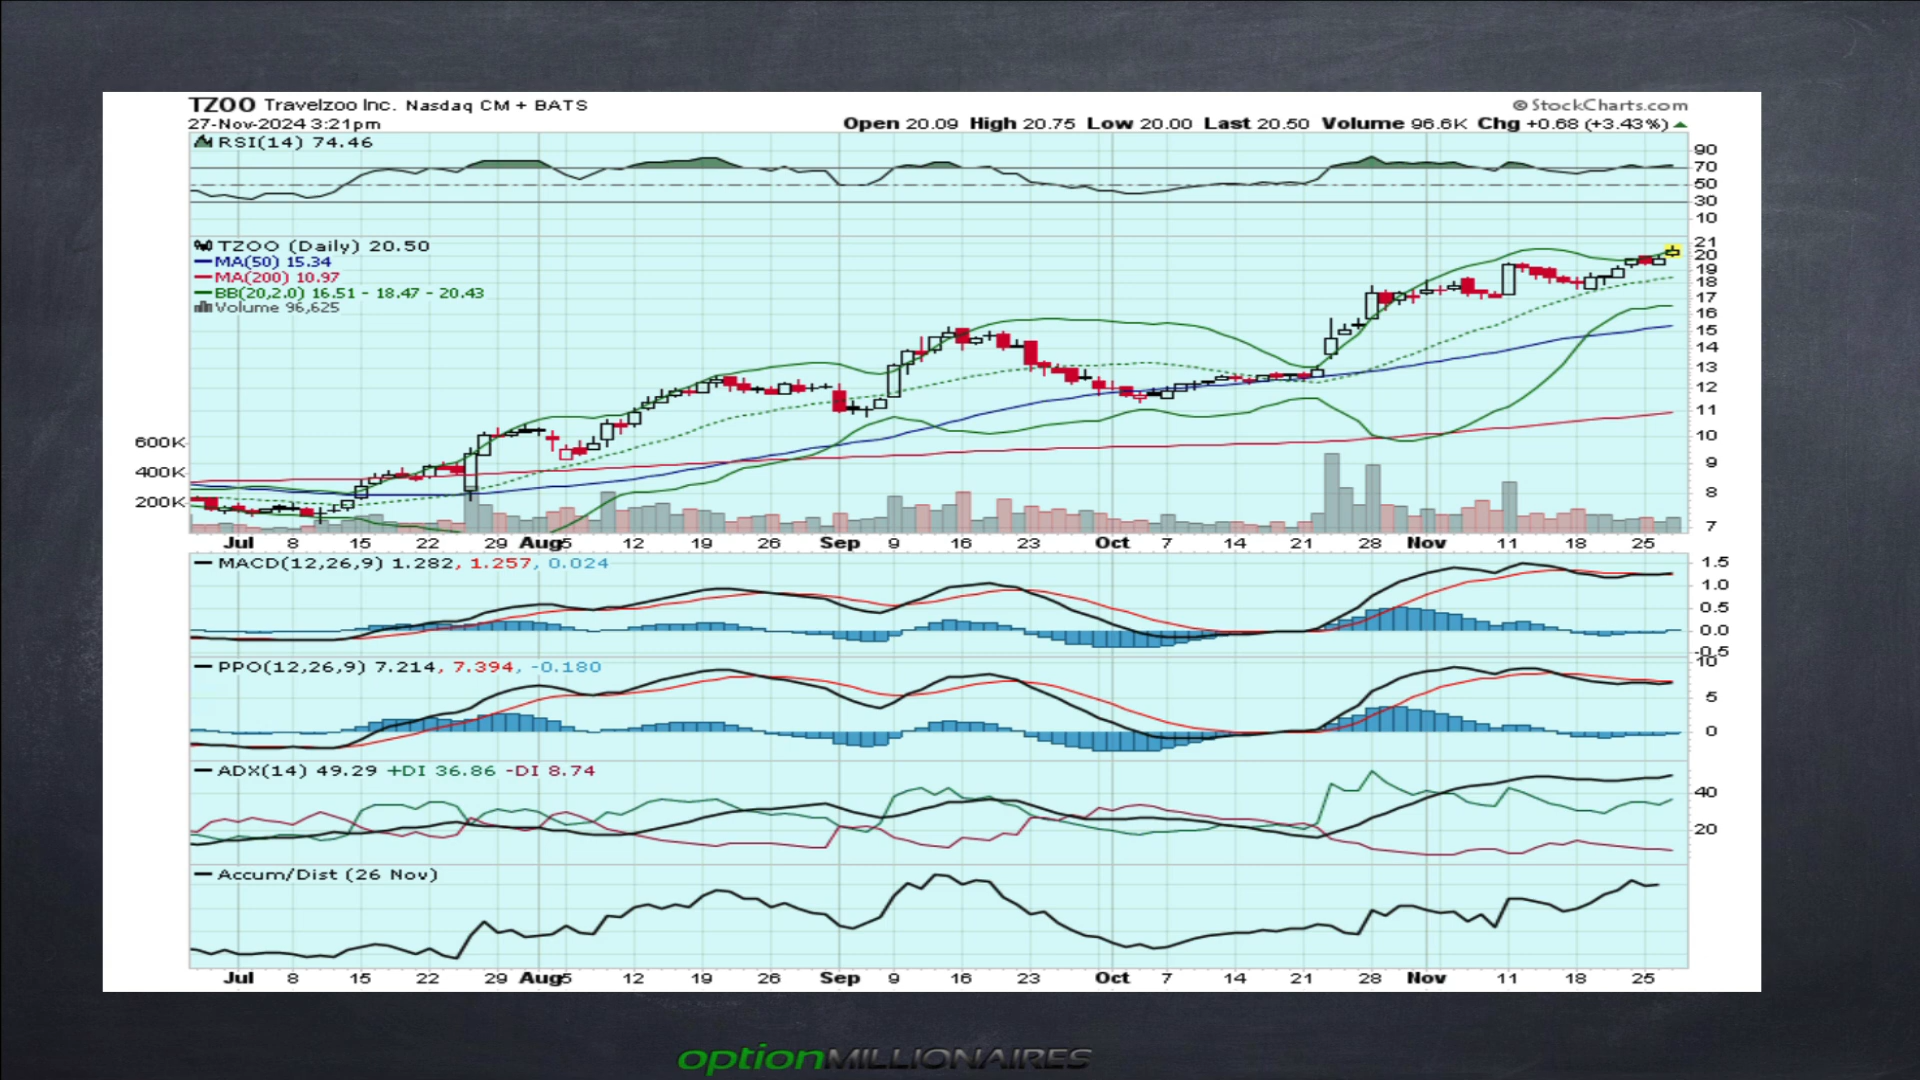 TZOO Travelzoo Inc. Nasdaq CM + BATS © StockCharts.com
27-Nov-2024 3:21pm Open 20.09 High 20.75 Low 20.00 Last 20.50 Volume 96.6K Chg +0.68 (+3.43%)
RSI(14) 74.46
90
70
50
30
10
TZOO (Daily) 20.50
MA(50) 15.34
MA(200) 10.97
BB(20,2.0) 16.51 - 18.47 - 20.43
Volume 96,625
21
20
19
18
17
16
15
14
13
12
11
10
9
8
7
600K
400K
200K
Jul 8 15 22 29 Aug 5 12 19 26 Sep 9 16 23 Oct 7 14 21 28 Nov 11 18 25
MACD(12,26,9) 1.282, 1.257, 0.024
1.5
1.0
0.5
0.0
-0.5
PPO(12,26,9) 7.214, 7.394, -0.180
10
5
0
ADX(14) 49.29 +DI 36.86 -DI 8.74
40
20
Accum/Dist (26 Nov)
Jul 8 15 22 29 Aug 5 12 19 26 Sep 9 16 23 Oct 7 14 21 28 Nov 11 18 25
optionMILLIONAIRES